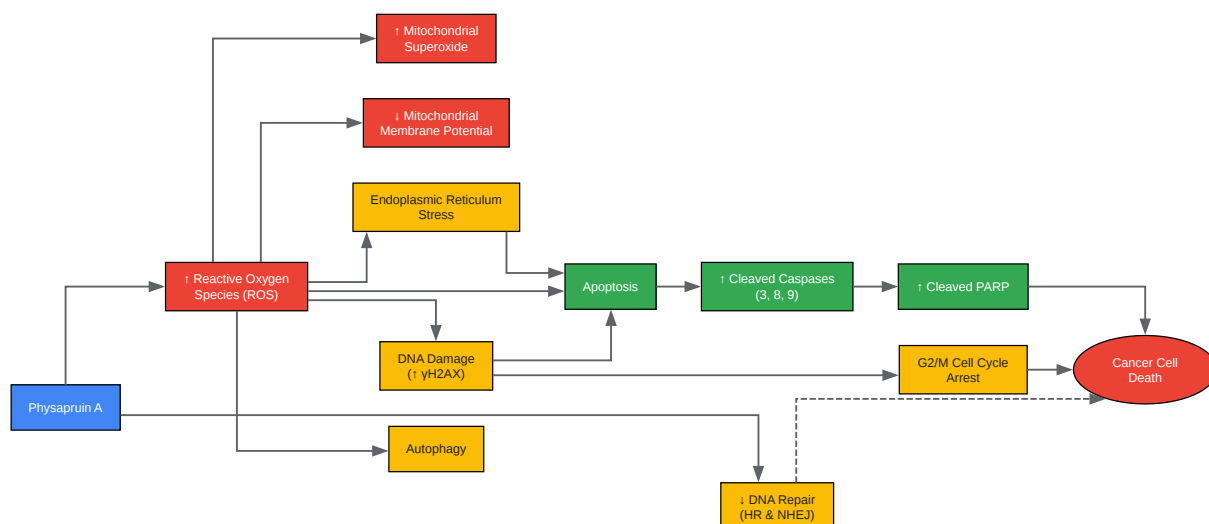 ↑ Mitochondrial
Superoxide
↓ Mitochondrial
Membrane Potential
Endoplasmic Reticulum
Stress
↑ Reactive Oxygen
Species (ROS)
Apoptosis
↑ Cleaved Caspases
(3, 8, 9)
↑ Cleaved PARP
DNA Damage
(↑ γH2AX)
G2/M Cell Cycle
Arrest
Cancer Cell
Death
Physapruin A
Autophagy
↓ DNA Repair
(HR & NHEJ)